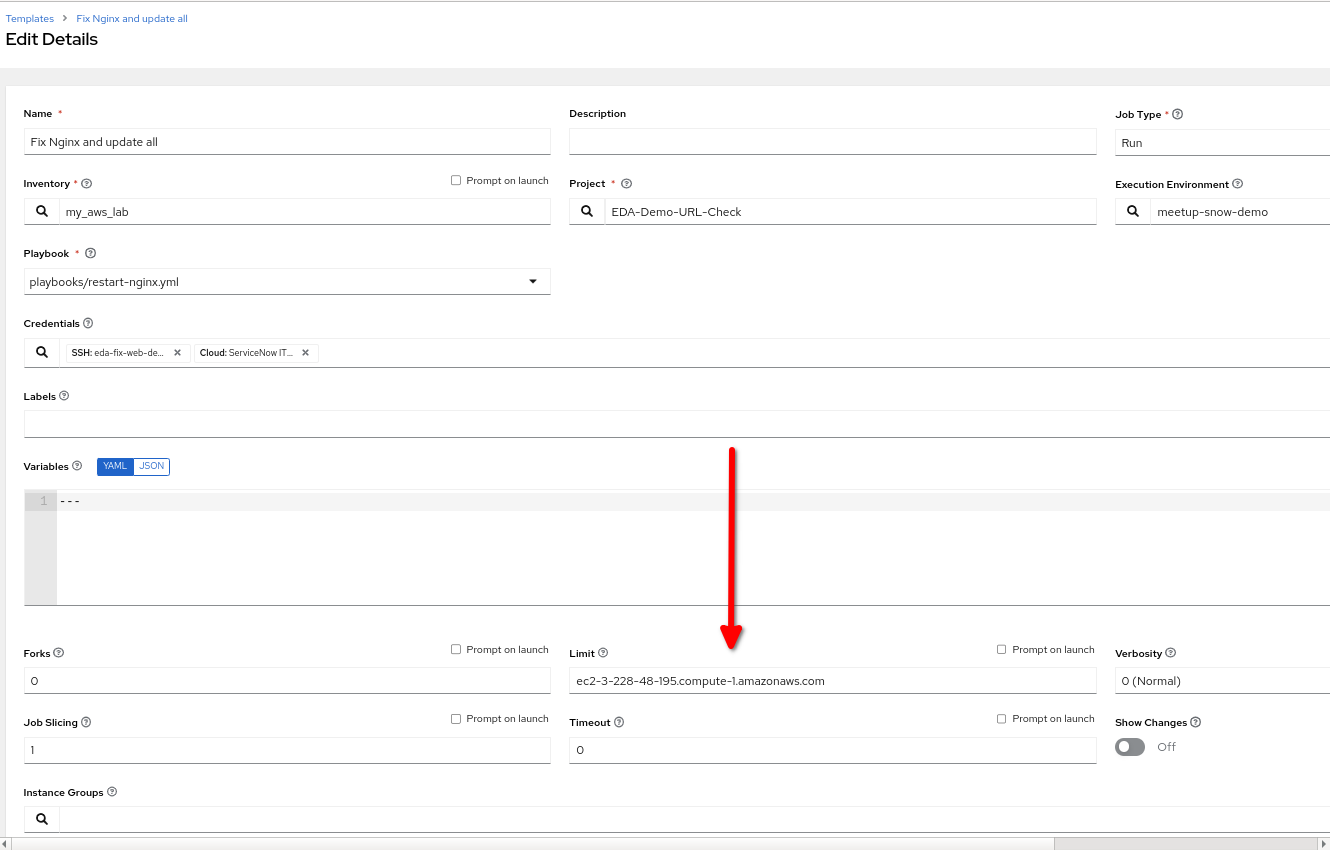 Templates > Fix Nginx and update all
Edit Details
Name * Description Job Type *
Fix Nginx and update all Run
Inventory * Prompt on launch Project * Execution Environment
my_aws_lab EDA-Demo-URL-Check meetup-snow-demo
Playbook *
playbooks/restart-nginx.yml
Credentials
SSH: eda-fix-web-de... Cloud: ServiceNow IT...
Labels
Variables YAML JSON
1 ---
Forks Prompt on launch Limit Prompt on launch Verbosity
0 ec2-3-228-48-195.compute-1.amazonaws.com 0 (Normal)
Job Slicing Prompt on launch Timeout Prompt on launch Show Changes
1 0 Off
Instance Groups